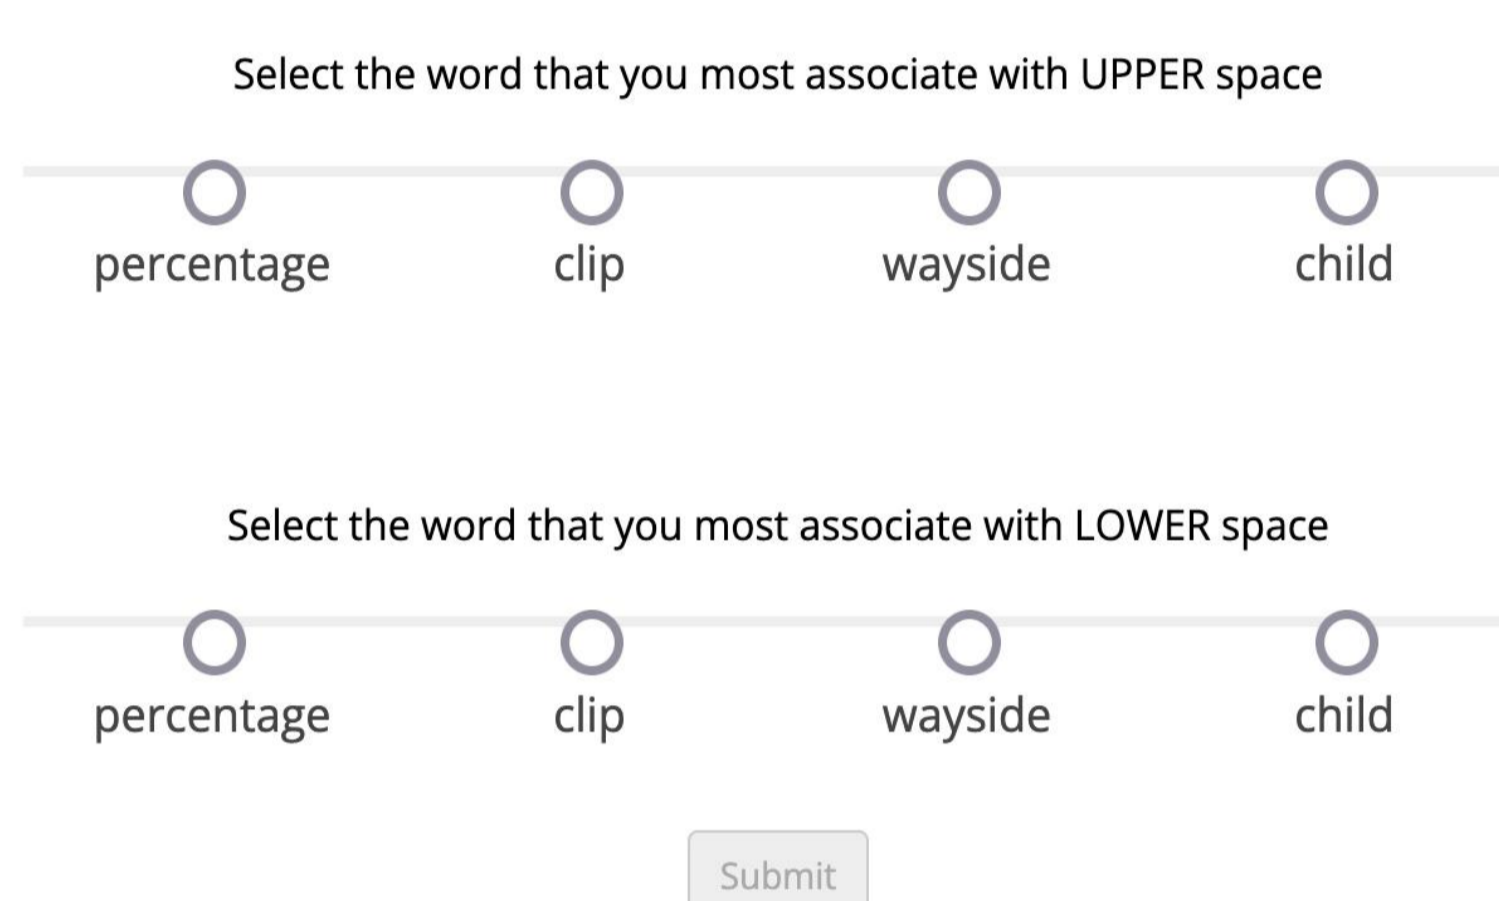 Select the word that you most associate with UPPER space
percentage clip wayside child
Select the word that you most associate with LOWER space
percentage clip wayside child
Submit